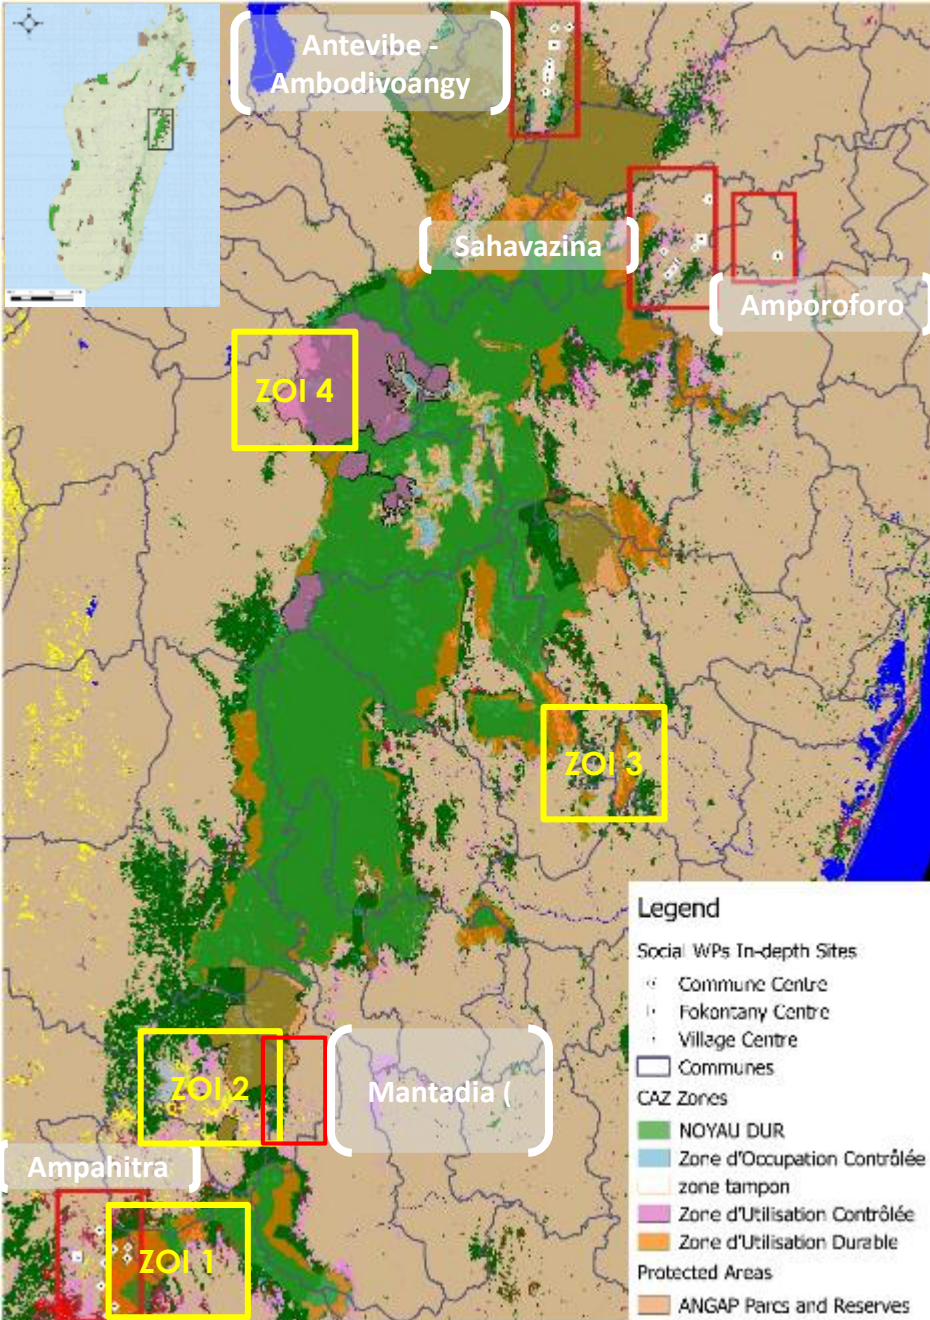 Antevibe -
Ambodivoangy
Sahavazina
Amporoforo
ZOI 4
ZOI 3
Legend
Social WPs In-depth Sites
Commune Centre
Fokontany Centre
Village Centre
Communes
CAZ Zones
NOYAU DUR
Zone d'Occupation Contrôlée
zone tampon
Zone d'Utilisation Contrôlée
Zone d'Utilisation Durable
Protected Areas
ANGAP Parcs and Reserves
ZOI 2
Mantadia (
Ampahitra
ZOI 1